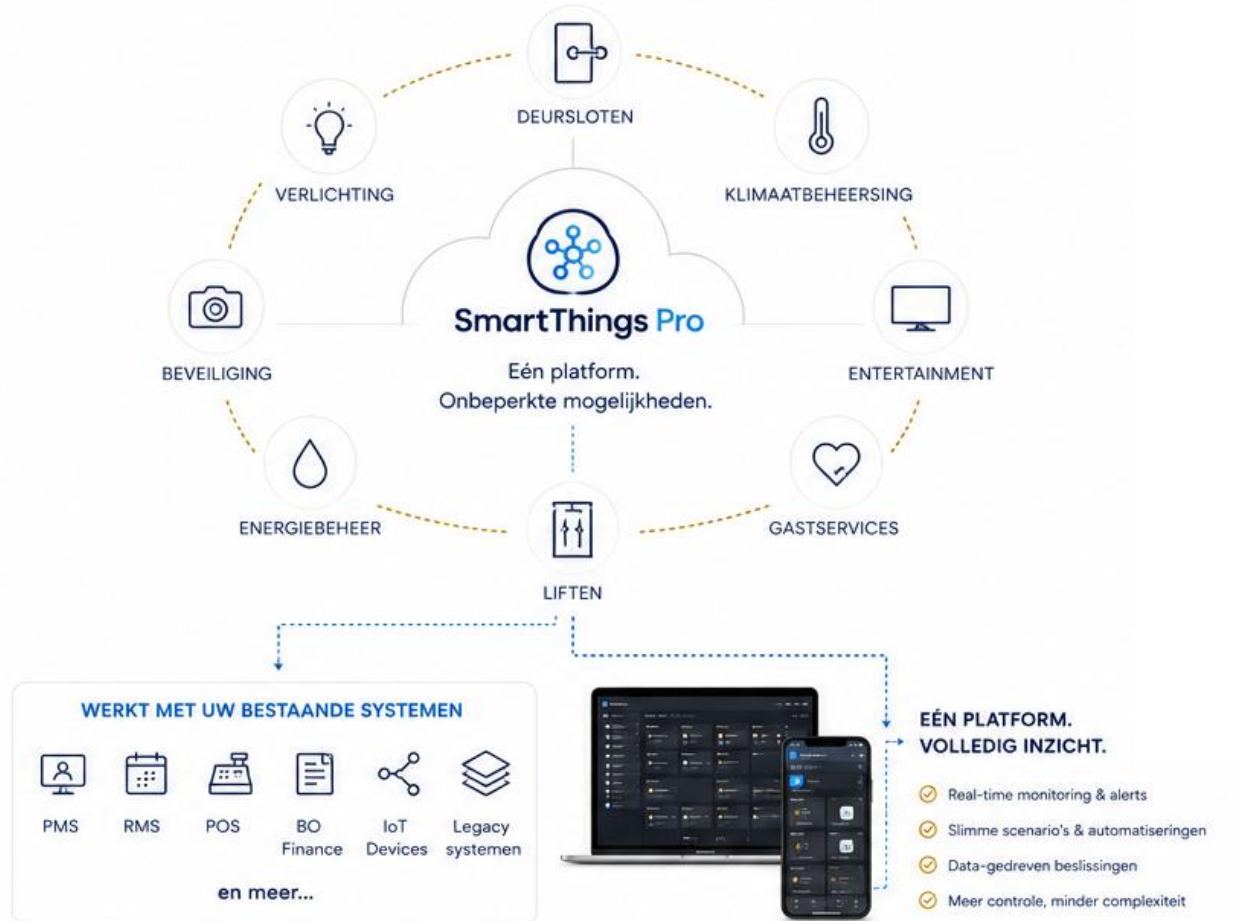 DEURSLOTEN
VERLICHTING
KLIMAATBEHEERSING
SmartThings Pro
Eén platform.
Onbeperkte mogelijkheden.
BEVEILIGING
ENTERTAINMENT
ENERGIEBEHEER
GASTSERVICES
LIFTEN
WERKT MET UW BESTAANDE SYSTEMEN
PMS
RMS
POS
BO
Finance
IoT
Devices
Legacy
systemen
en meer...
EÉN PLATFORM.
VOLLEDIG INZICHT.
Real-time monitoring & alerts
Slimme scenario's & automatiseringen
Data-gedreven beslissingen
Meer controle, minder complexiteit